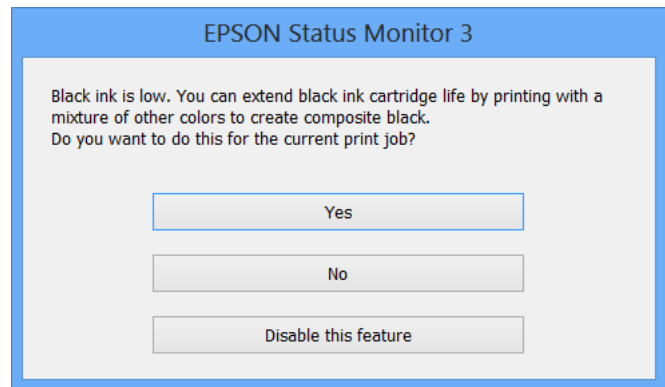 EPSON Status Monitor 3
Black ink is low. You can extend black ink cartridge life by printing with a
mixture of other colors to create composite black.
Do you want to do this for the current print job?
Yes
No
Disable this feature